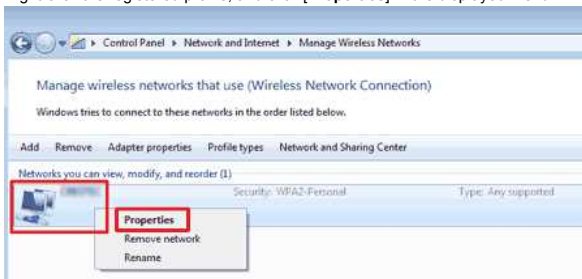 Control Panel ▸ Network and Internet ▸ Manage Wireless Networks
Manage wireless networks that use (Wireless Network Connection)
Windows tries to connect to these networks in the order listed below.
Add Remove Adapter properties Profile types Network and Sharing Center
Networks you can view, modify, and reorder (1)
Security: WPA2-Personal Type: Any supported
Properties
Remove network
Rename